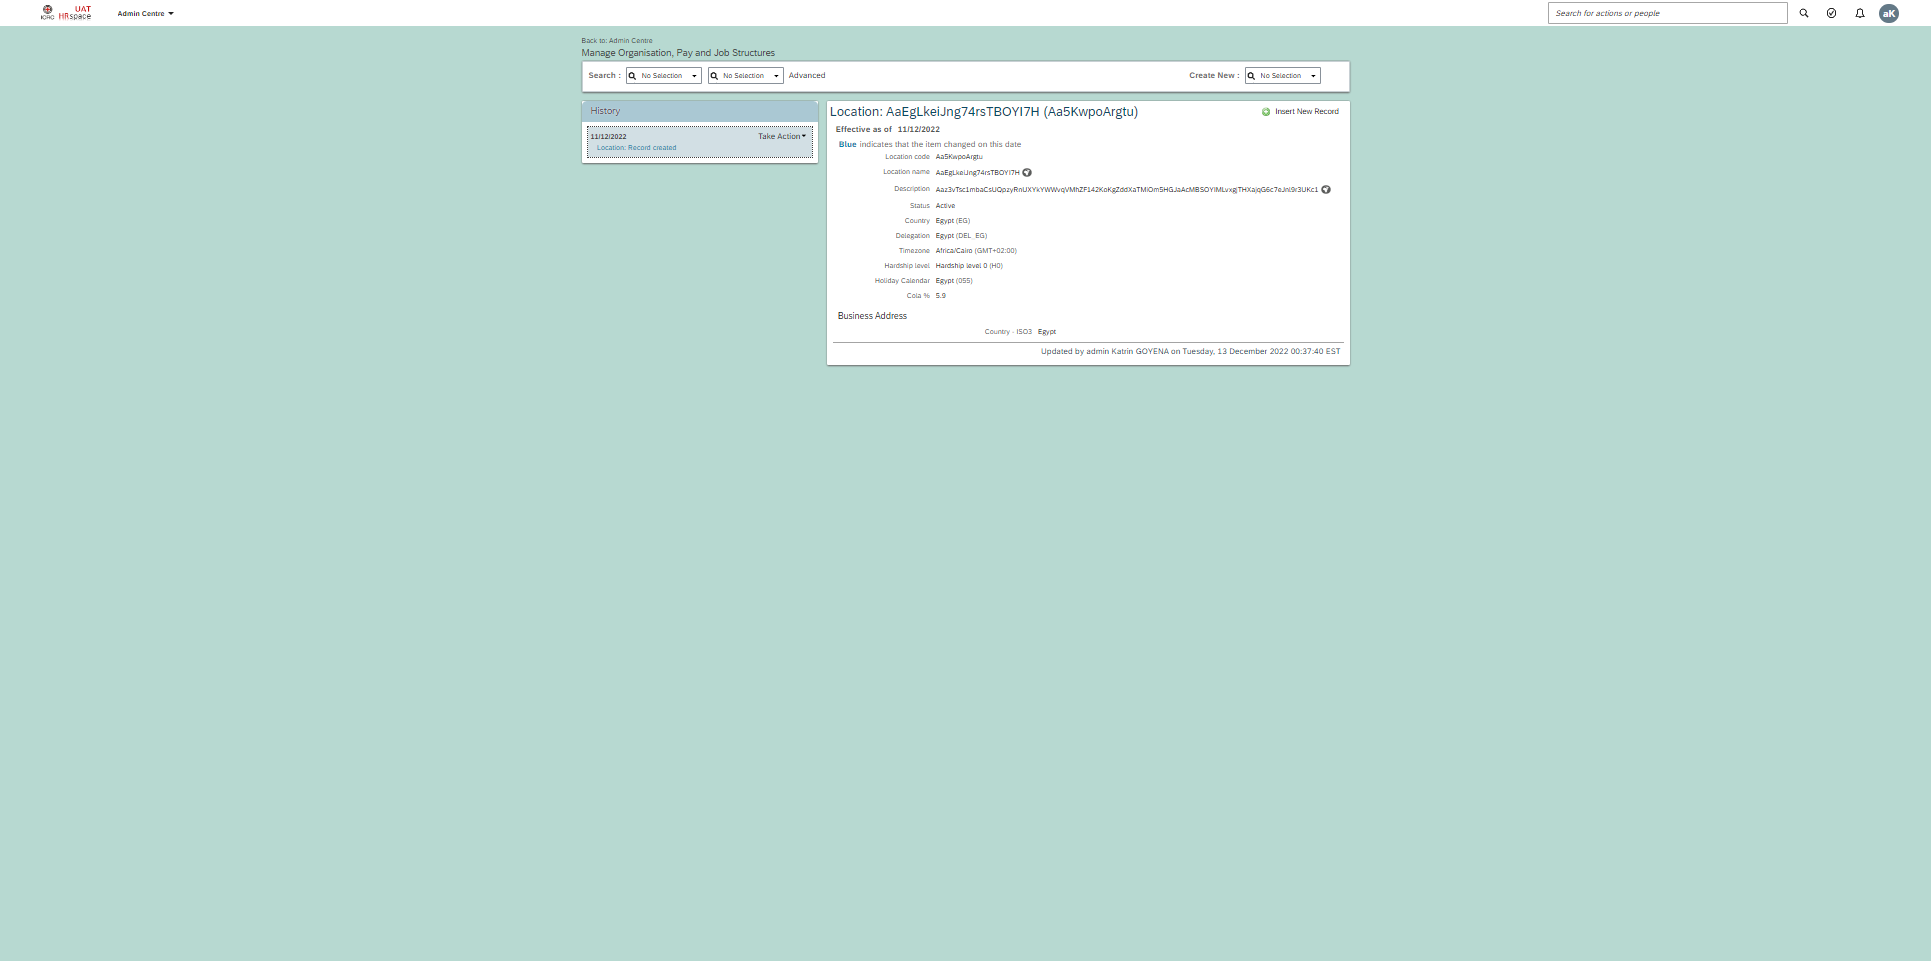 ICRC UAT HRspace Admin Centre Search for actions or people aK
Back to: Admin Centre
Manage Organisation, Pay and Job Structures
Search : No Selection No Selection Advanced Create New : No Selection
History
11/12/2022 Take Action
Location: Record created
Location: AaEgLkeiJng74rsTBOYI7H (Aa5KwpoArgtu) Insert New Record
Effective as of 11/12/2022
Blue indicates that the item changed on this date
Location code Aa5KwpoArgtu
Location name AaEgLkeiJng74rsTBOYI7H
Description
Status Active
Country Egypt (EG)
Delegation Egypt (DEL_EG)
Timezone Africa/Cairo (GMT+02:00)
Hardship level Hardship level 0 (H0)
Holiday Calendar Egypt (055)
Cola % 5.9
Business Address
Country - ISO3 Egypt
Updated by admin Katrin GOYENA on Tuesday, 13 December 2022 00:37:40 EST